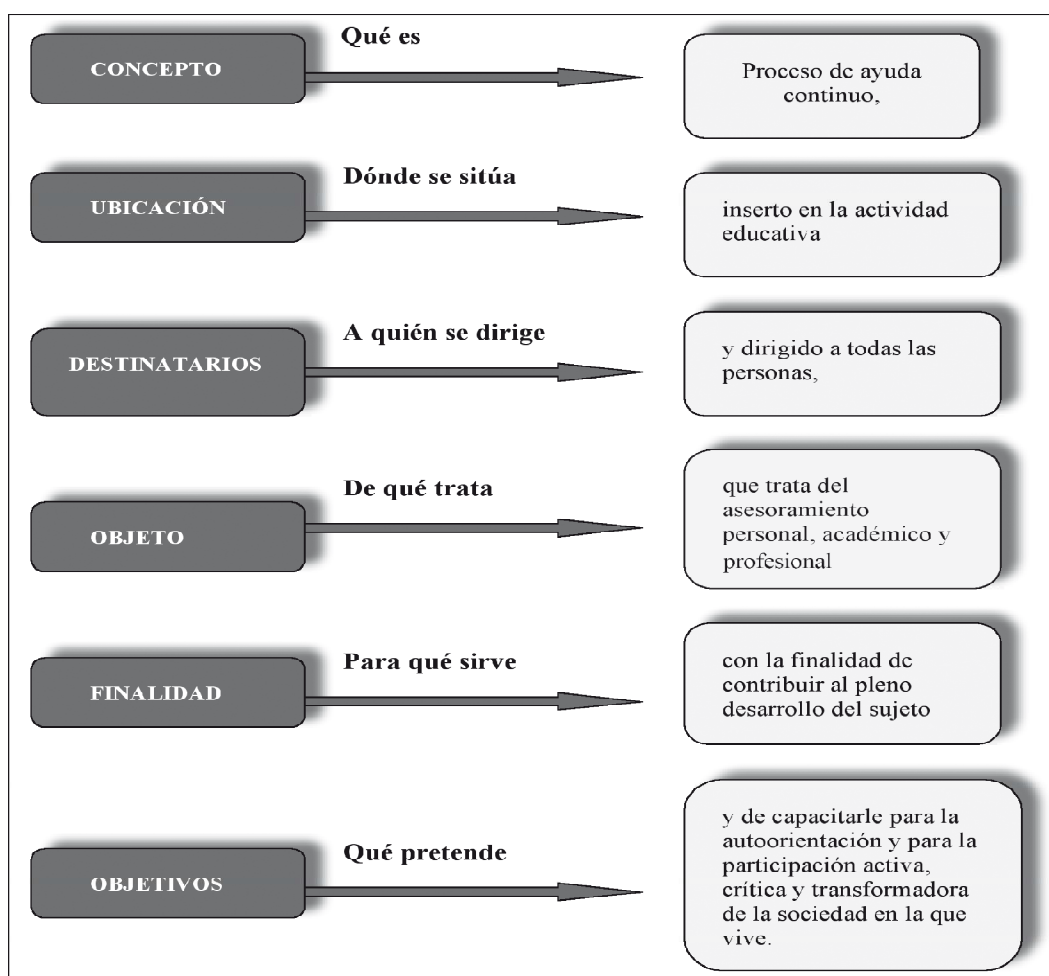 Qué es
CONCEPTO
Proceso de ayuda
continuo,
Dónde se sitúa
UBICACIÓN
inserto en la actividad
educativa
A quién se dirige
DESTINATARIOS
y dirigido a todas las
personas,
De qué trata
OBJETO
que trata del
asesoramiento
personal, académico y
profesional
Para qué sirve
FINALIDAD
con la finalidad de
contribuir al pleno
desarrollo del sujeto
Qué pretende
OBJETIVOS
y de capacitarle para la
autoorientación y para la
participación activa,
crítica y transformadora
de la sociedad en la que
vive.